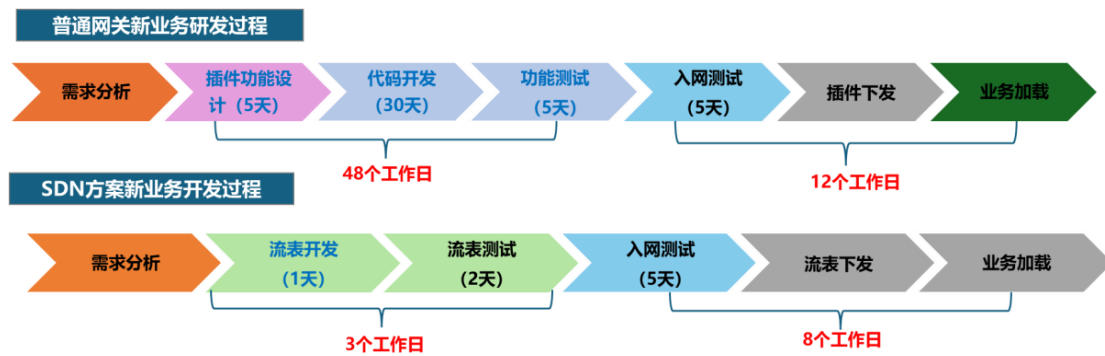 普通网关新业务研发过程
需求分析
插件功能设
计（5天）
代码开发
（30天）
功能测试
（5天）
入网测试
（5天）
插件下发
业务加载
48个工作日
12个工作日
SDN方案新业务开发过程
需求分析
流表开发
（1天）
流表测试
（2天）
入网测试
（5天）
流表下发
业务加载
3个工作日
8个工作日